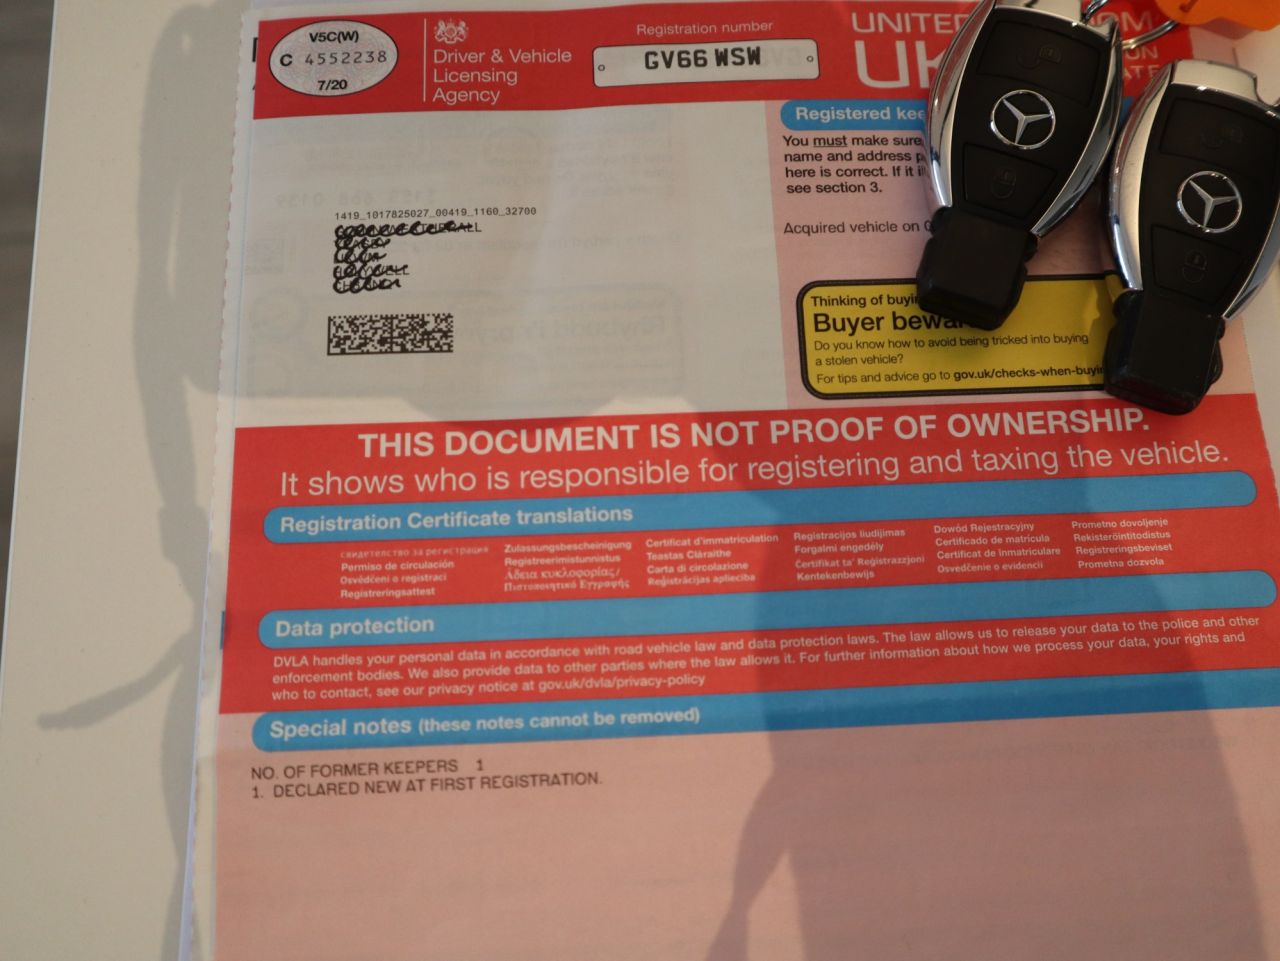 V5C(W)
C 4552238
7/20
Driver & Vehicle
Licensing
Agency
Registration number
GV66 WSW
UK
Registered
You must make sure
name and address
here is correct. If it
see section 3.
Acquired vehicle on
1419_1017825027_00419_1160_32700
Thinking of
Buyer
Do you know how to avoid being tricked into buying
a stolen vehicle?
For tips and advice go to gov.uk/checks-when-buyin
THIS DOCUMENT IS NOT PROOF OF OWNERSHIP.
It shows who is responsible for registering and taxing the vehicle.
Registration Certificate translations
свидетелство за регистрация
Permiso de circulación
Osvědčení o registraci
Registreringsattest
Zulassungsbescheinigung
Registreerimistunnistus
Άδεια κυκλοφορίας/
Πιστοποιητικό Εγγραφής
Certificat d'immatriculation
Teastas Cláraithe
Carta di circolazione
Reģistrācijas apliecība
Registracijos liudijimas
Forgalmi engedély
Certifikat ta' Reġistrazzjoni
Kentekenbewijs
Dowód Rejestracyjny
Certificado de matrícula
Certificat de Inmatriculare
Osvedčenie o evidencii
Prometno dovoljenje
Rekisteröintitodistus
Registreringsbeviset
Prometna dozvola
Data protection
DVLA handles your personal data in accordance with road vehicle law and data protection laws. The law allows us to release your data to the police and other
enforcement bodies. We also provide data to other parties where the law allows it. For further information about how we process your data, your rights and
who to contact, see our privacy notice at gov.uk/dvla/privacy-policy
Special notes (these notes cannot be removed)
NO. OF FORMER KEEPERS 1
1. DECLARED NEW AT FIRST REGISTRATION.